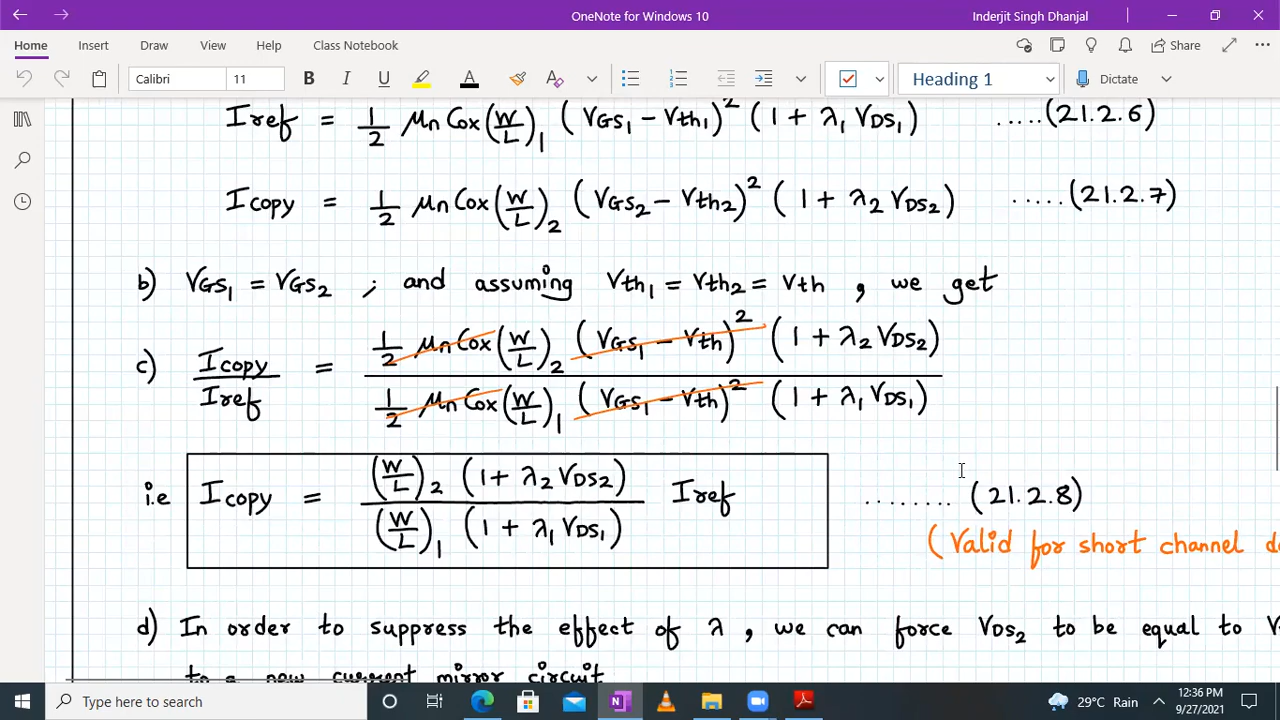 OneNote for Windows 10
Inderjit Singh Dhanjal
Home Insert Draw View Help Class Notebook Share
Calibri 11 B I U A Heading 1 Dictate
Iref = 1/2 μn Cox (W/L)1 (VGS1 - Vth1)^2 (1 + λ1 VDS1) .....(21.2.6)
Icopy = 1/2 μn Cox (W/L)2 (VGS2 - Vth2)^2 (1 + λ2 VDS2) .....(21.2.7)
b) VGS1 = VGS2 ; and assuming Vth1 = Vth2 = Vth , we get
c) Icopy/Iref = 1/2 μn Cox (W/L)2 (VGS1 - Vth)^2 (1 + λ2 VDS2) / 1/2 μn Cox (W/L)1 (VGS1 - Vth)^2 (1 + λ1 VDS1)
i.e Icopy = (W/L)2 (1 + λ2 VDS2) / (W/L)1 (1 + λ1 VDS1) Iref ........ (21.2.8)
(Valid for short channel
d) In order to suppress the effect of λ , we can force VDS2 to be equal to
to a new current mirror circuit
Type here to search
29°C Rain
12:36 PM
9/27/2021